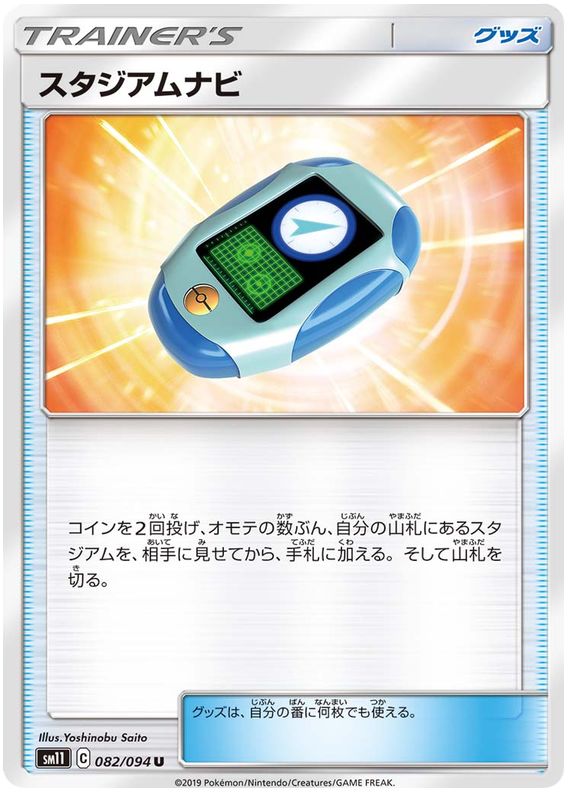 TRAINER'S グッズ
スタジアムナビ
コインを2回投げ、オモテの数ぶん、自分の山札にあるスタ
ジアムを、相手に見せてから、手札に加える。そして山札を
切る。
グッズは、自分の番に何枚でも使える。
Illus.Yoshinobu Saito
SM11 C 082/094 U
©2019 Pokémon/Nintendo/Creatures/GAME FREAK.